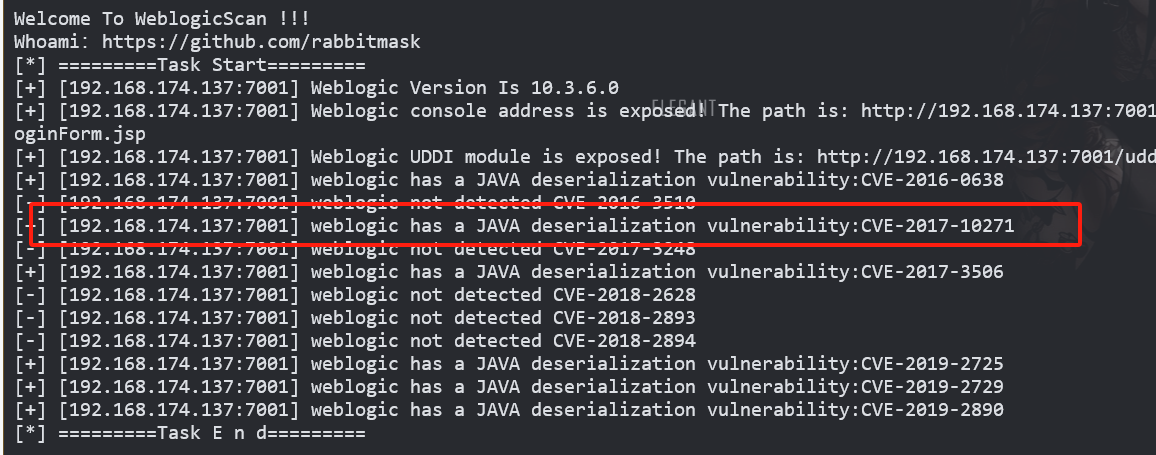 Welcome To WeblogicScan !!!
Whoami: https://github.com/rabbitmask
[*] =========Task Start=========
[+] [192.168.174.137:7001] Weblogic Version Is 10.3.6.0
[+] [192.168.174.137:7001] Weblogic console address is exposed! The path is: http://192.168.174.137:7001
oginForm.jsp
[+] [192.168.174.137:7001] Weblogic UDDI module is exposed! The path is: http://192.168.174.137:7001/udd
[+] [192.168.174.137:7001] weblogic has a JAVA deserialization vulnerability:CVE-2016-0638
[-] [192.168.174.137:7001] weblogic not detected CVE-2016-3510
[+] [192.168.174.137:7001] weblogic has a JAVA deserialization vulnerability:CVE-2017-10271
[-] [192.168.174.137:7001] weblogic not detected CVE-2017-3248
[+] [192.168.174.137:7001] weblogic has a JAVA deserialization vulnerability:CVE-2017-3506
[-] [192.168.174.137:7001] weblogic not detected CVE-2018-2628
[-] [192.168.174.137:7001] weblogic not detected CVE-2018-2893
[-] [192.168.174.137:7001] weblogic not detected CVE-2018-2894
[+] [192.168.174.137:7001] weblogic has a JAVA deserialization vulnerability:CVE-2019-2725
[+] [192.168.174.137:7001] weblogic has a JAVA deserialization vulnerability:CVE-2019-2729
[+] [192.168.174.137:7001] weblogic has a JAVA deserialization vulnerability:CVE-2019-2890
[*] =========Task E n d=========
ELEGANT